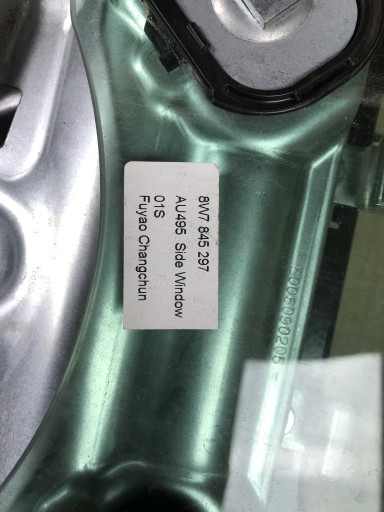 8W7 845 297
AU495 Side Window
01S
Fuyao Changchun